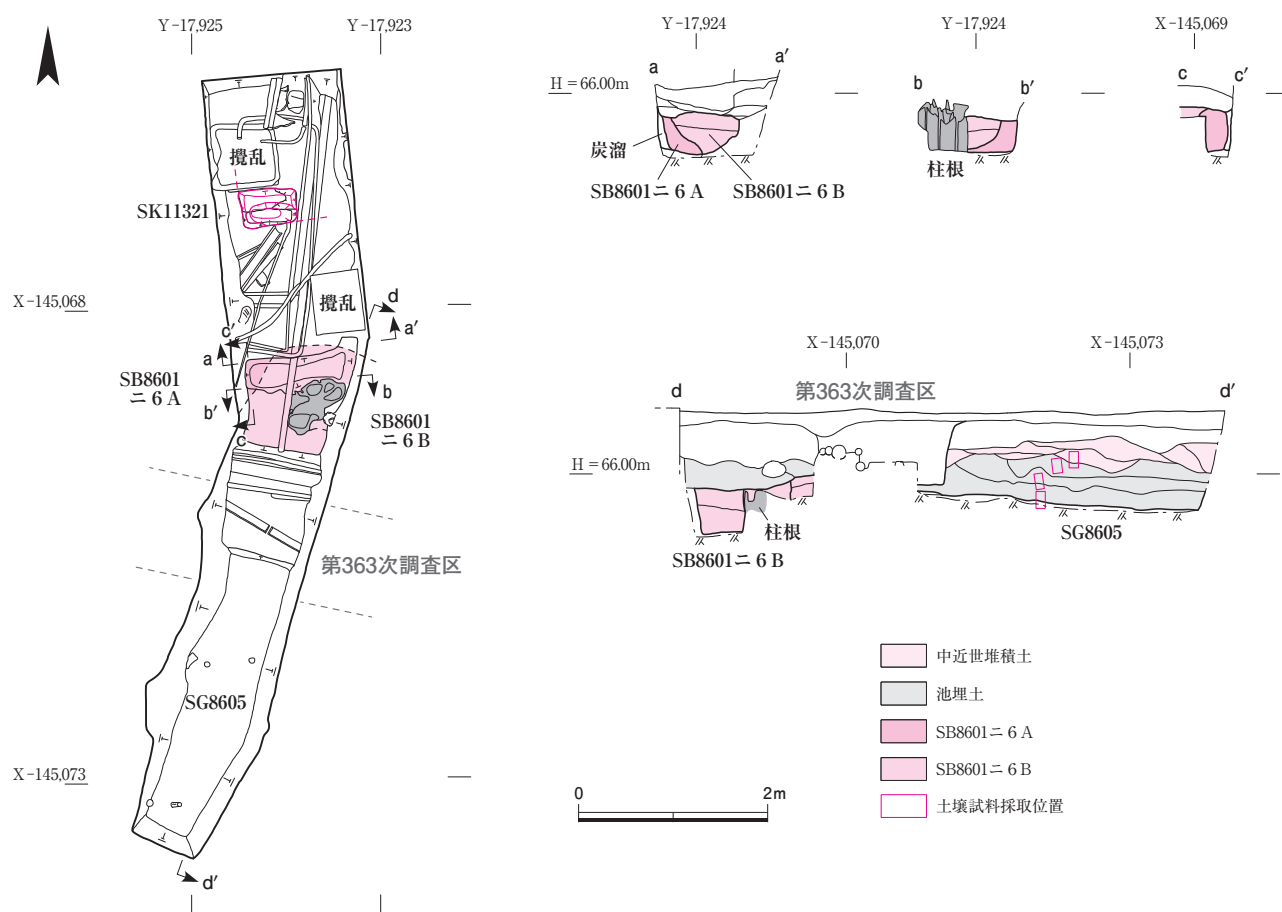 Y-17,925
Y-17,923
攪乱
SK11321
X-145,068
攪乱
d
a′
c′
a
SB8601
ニ6A
b
b′
SB8601
ニ6B
c
第363次調査区
SG8605
X-145,073
d′
Y-17,924
Y-17,924
X-145,069
a
a′
H=66.00m
b
b′
c
c′
炭溜
柱根
SB8601ニ6A
SB8601ニ6B
X-145,070
X-145,073
第363次調査区
d
d′
H=66.00m
柱根
SG8605
SB8601ニ6B
中近世堆積土
池埋土
SB8601ニ6A
SB8601ニ6B
土壌試料採取位置
0
2m